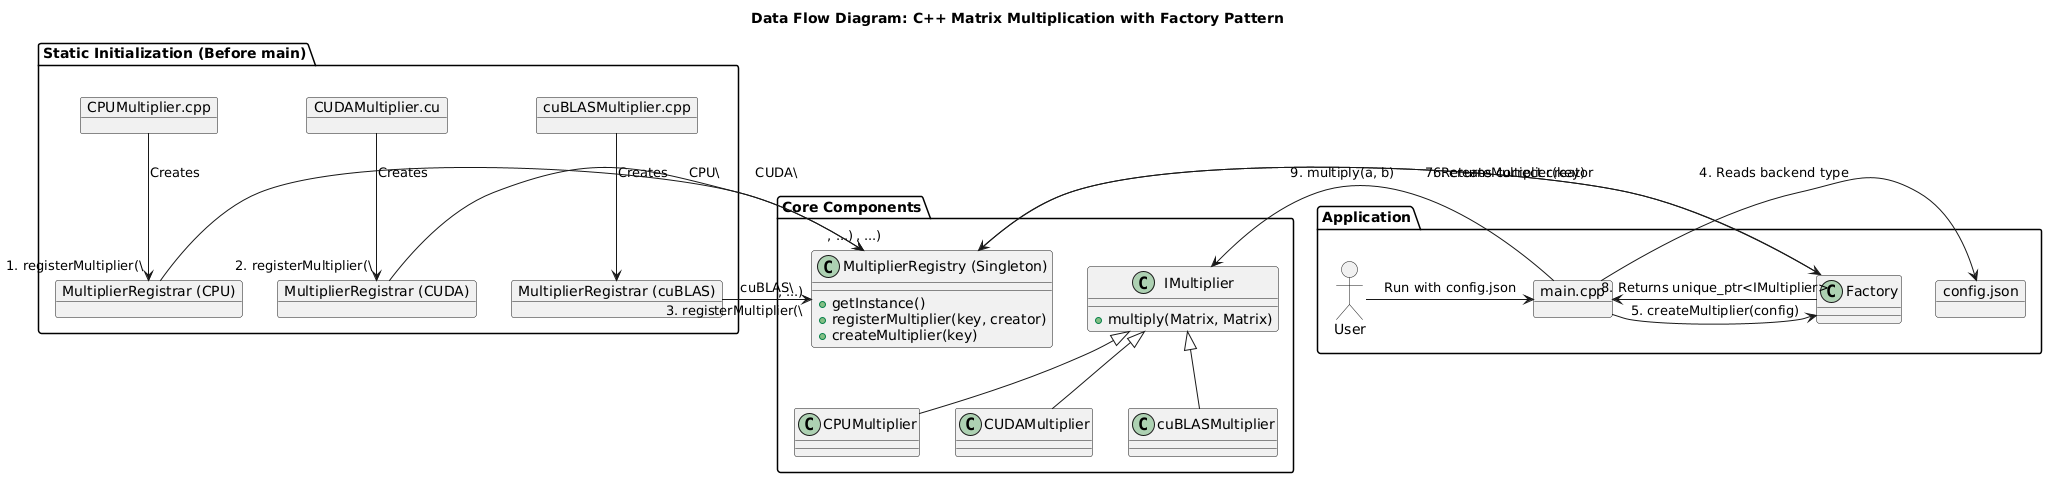 Data Flow Diagram: C++ Matrix Multiplication with Factory Pattern
Static Initialization (Before main)
CPUMultiplier.cpp
CUDAMultiplier.cu
cuBLASMultiplier.cpp
Creates
Creates
Creates
CPU\
CUDA\
1. registerMultiplier(\
2. registerMultiplier(\
, ...)
, ...)
MultiplierRegistrar (CPU)
MultiplierRegistrar (CUDA)
MultiplierRegistrar (cuBLAS)
cuBLAS\
, ...)
3. registerMultiplier(\
Core Components
MultiplierRegistry (Singleton)
getInstance()
registerMultiplier(key, creator)
createMultiplier(key)
IMultiplier
multiply(Matrix, Matrix)
CPUMultiplier
CUDAMultiplier
cuBLASMultiplier
9. multiply(a, b)
6. createMultiplier(key)
7. Returns correct creator
4. Reads backend type
Application
User
Run with config.json
main.cpp
8. Returns unique_ptr<IMultiplier>
5. createMultiplier(config)
Factory
config.json